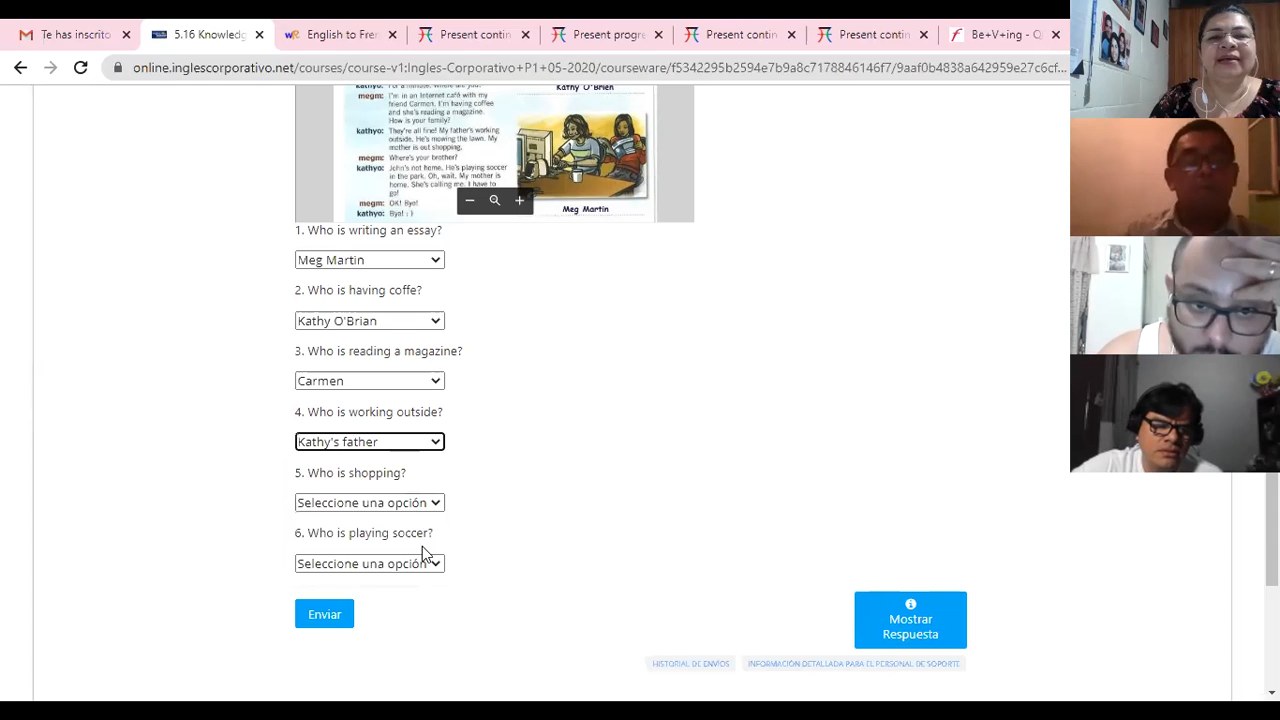 Te has inscrito
5.16 Knowledg
English to Fren
Present contin
Present progre
Present contin
Present contin
Be+V+ing - Q
online.inglescorporativo.net/courses/course-v1:Ingles-Corporativo+P1+05-2020/courseware/f5342295b2594e7b9a8c7178846146f7/9aaf0b4838a642959e27c6cf...
Kathy O'Brien
megm: I'm in an Internet café with my
friend Carmen. I'm having coffee
and she's reading a magazine.
How is your family?
kathyo: They're all fine! My father's working
outside. He's mowing the lawn. My
mother is out shopping.
megm: Where's your brother?
kathyo: John's not home. He's playing soccer
in the park. Oh, wait. My mother is
home. She's calling me. I have to
go!
megm: OK! Bye!
kathyo: Bye! : )
Meg Martin
1. Who is writing an essay?
Meg Martin
2. Who is having coffe?
Kathy O'Brian
3. Who is reading a magazine?
Carmen
4. Who is working outside?
Kathy's father
5. Who is shopping?
Seleccione una opción
6. Who is playing soccer?
Seleccione una opción
Enviar
Mostrar
Respuesta
HISTORIAL DE ENVÍOS
INFORMACIÓN DETALLADA PARA EL PERSONAL DE SOPORTE